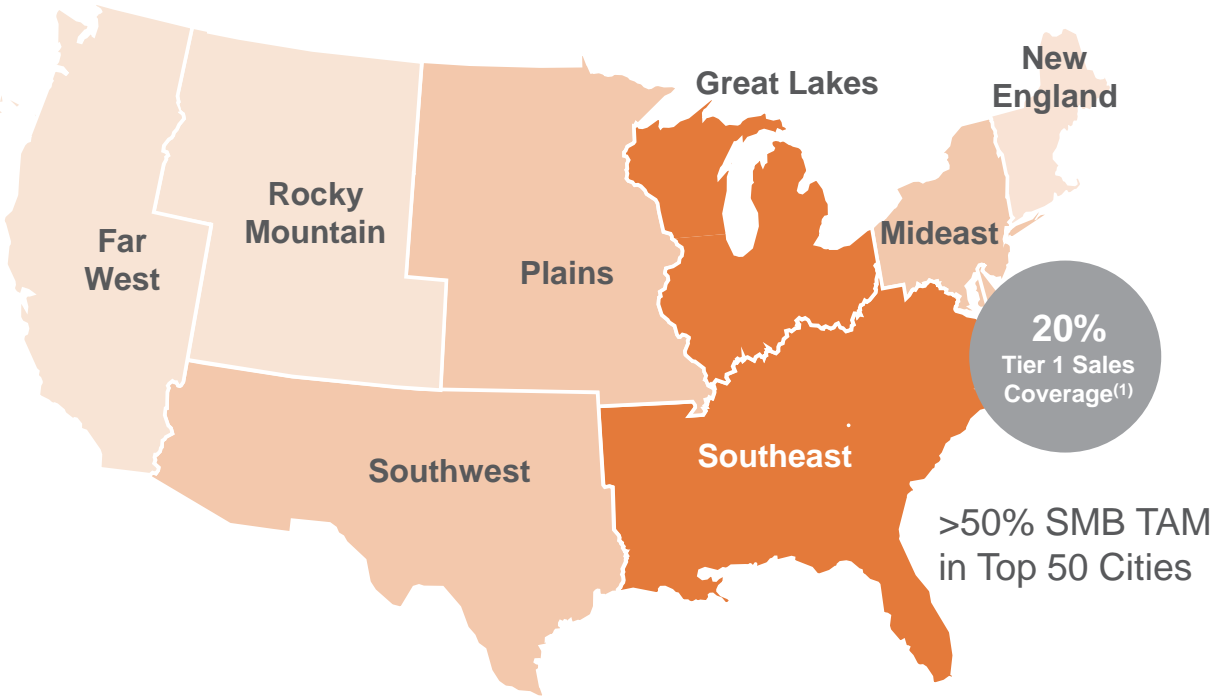 New
England
Great Lakes
Rocky
Mountain
Far
West
Mideast
Plains
20%
Tier 1 Sales
Coverage(1)
Southeast
Southwest
>50% SMB TAM
in Top 50 Cities